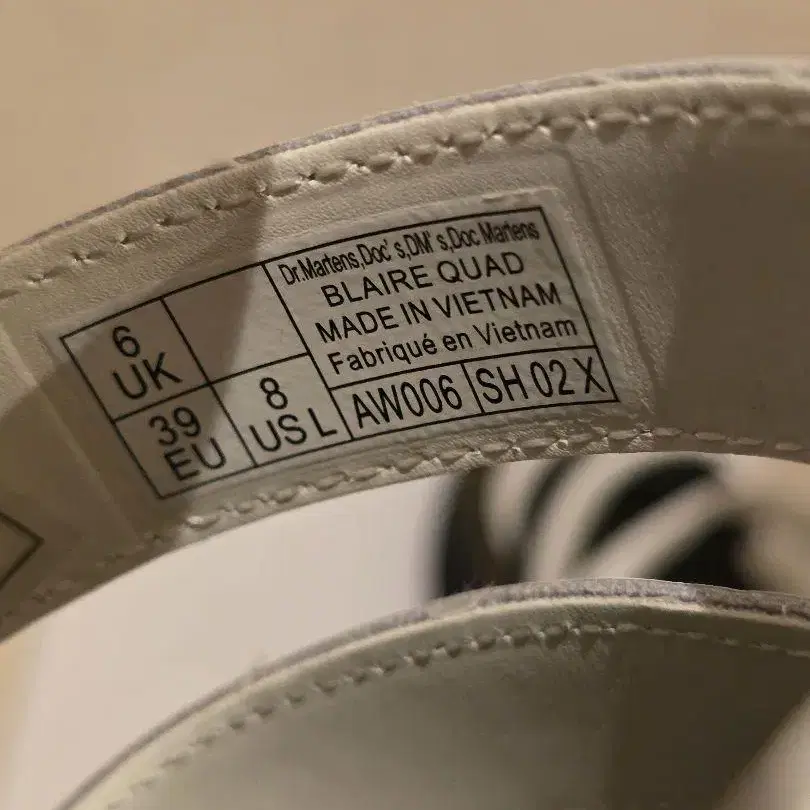 6
UK
39
EU
8
US L
Dr.Martens,Doc's,DM's,Doc Martens
BLAIRE QUAD
MADE IN VIETNAM
Fabriqué en Vietnam
AW006
SH 02 X